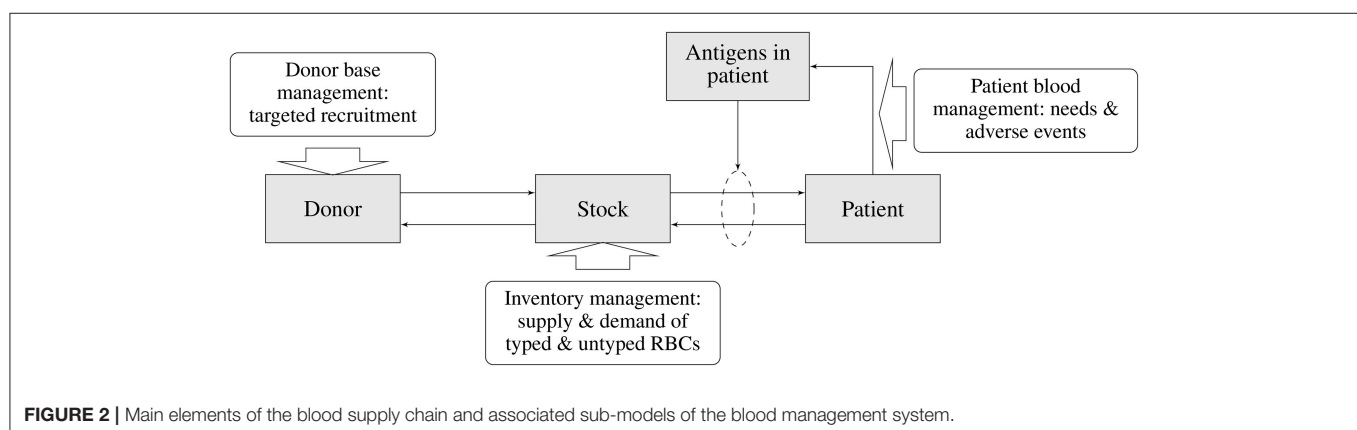 Donor base
management:
targeted recruitment
Antigens in
patient
Patient blood
management: needs &
adverse events
Donor
Stock
Patient
Inventory management:
supply & demand of
typed & untyped RBCs
FIGURE 2 | Main elements of the blood supply chain and associated sub-models of the blood management system.